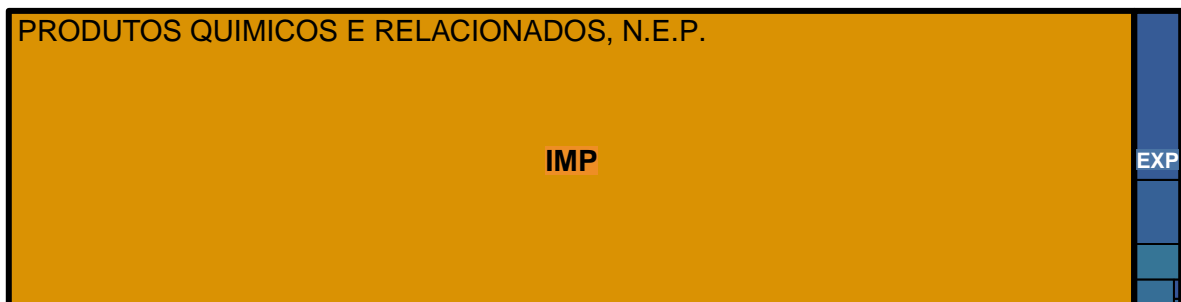 PRODUTOS QUIMICOS E RELACIONADOS, N.E.P.
IMP
EXP